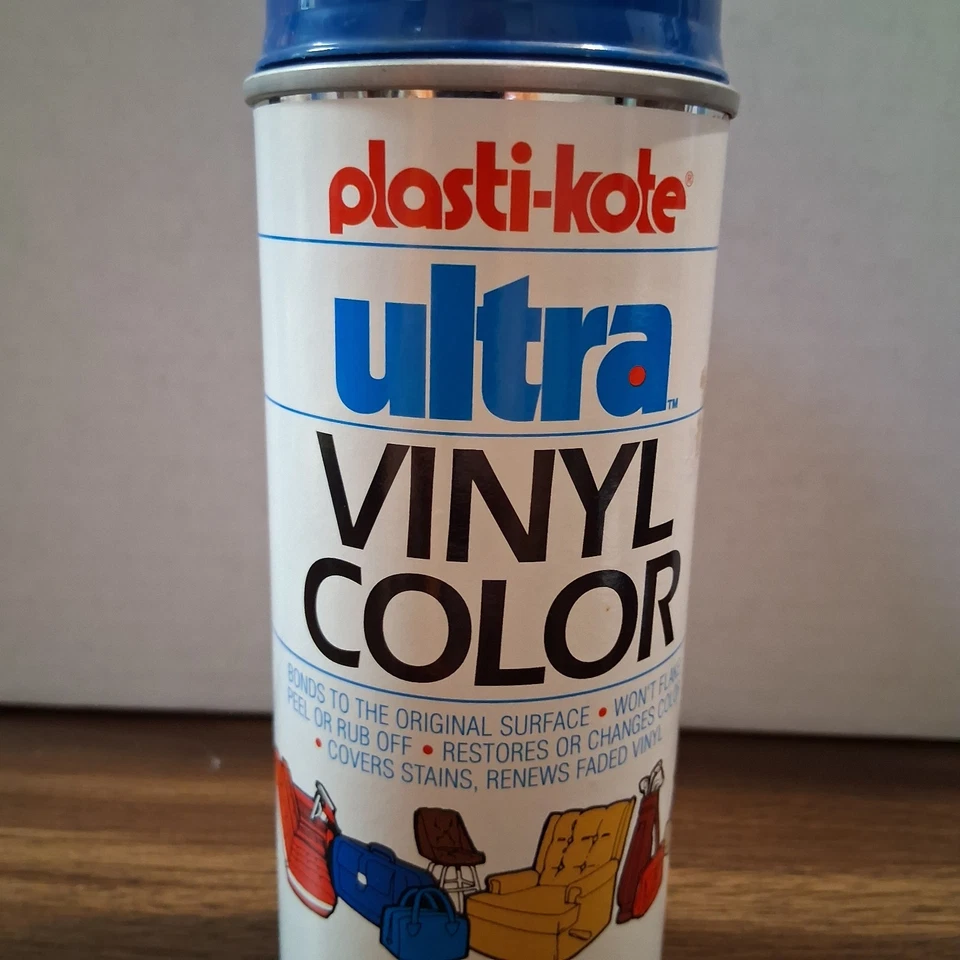 plasti-kote®
ultra™
VINYL
COLOR
BONDS TO THE ORIGINAL SURFACE • WON'T
PEEL OR RUB OFF • RESTORES OR CHANGES
• COVERS STAINS, RENEWS FADED VINYL